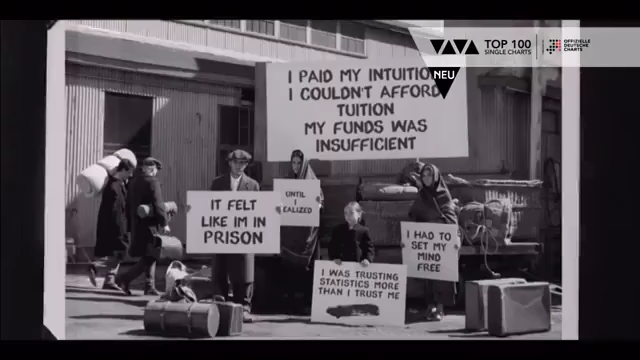 VIVA
TOP 100
SINGLE CHARTS
OFFIZIELLE
DEUTSCHE
CHARTS
NEU
I PAID MY INTUITION
I COULDN'T AFFORD
TUITION
MY FUNDS WAS
INSUFFICIENT
IT FELT
LIKE IM IN
PRISON
UNTIL
I
EALIZED
I HAD TO
SET MY
MIND
FREE
I WAS TRUSTING
STATISTICS MORE
THAN I TRUST ME